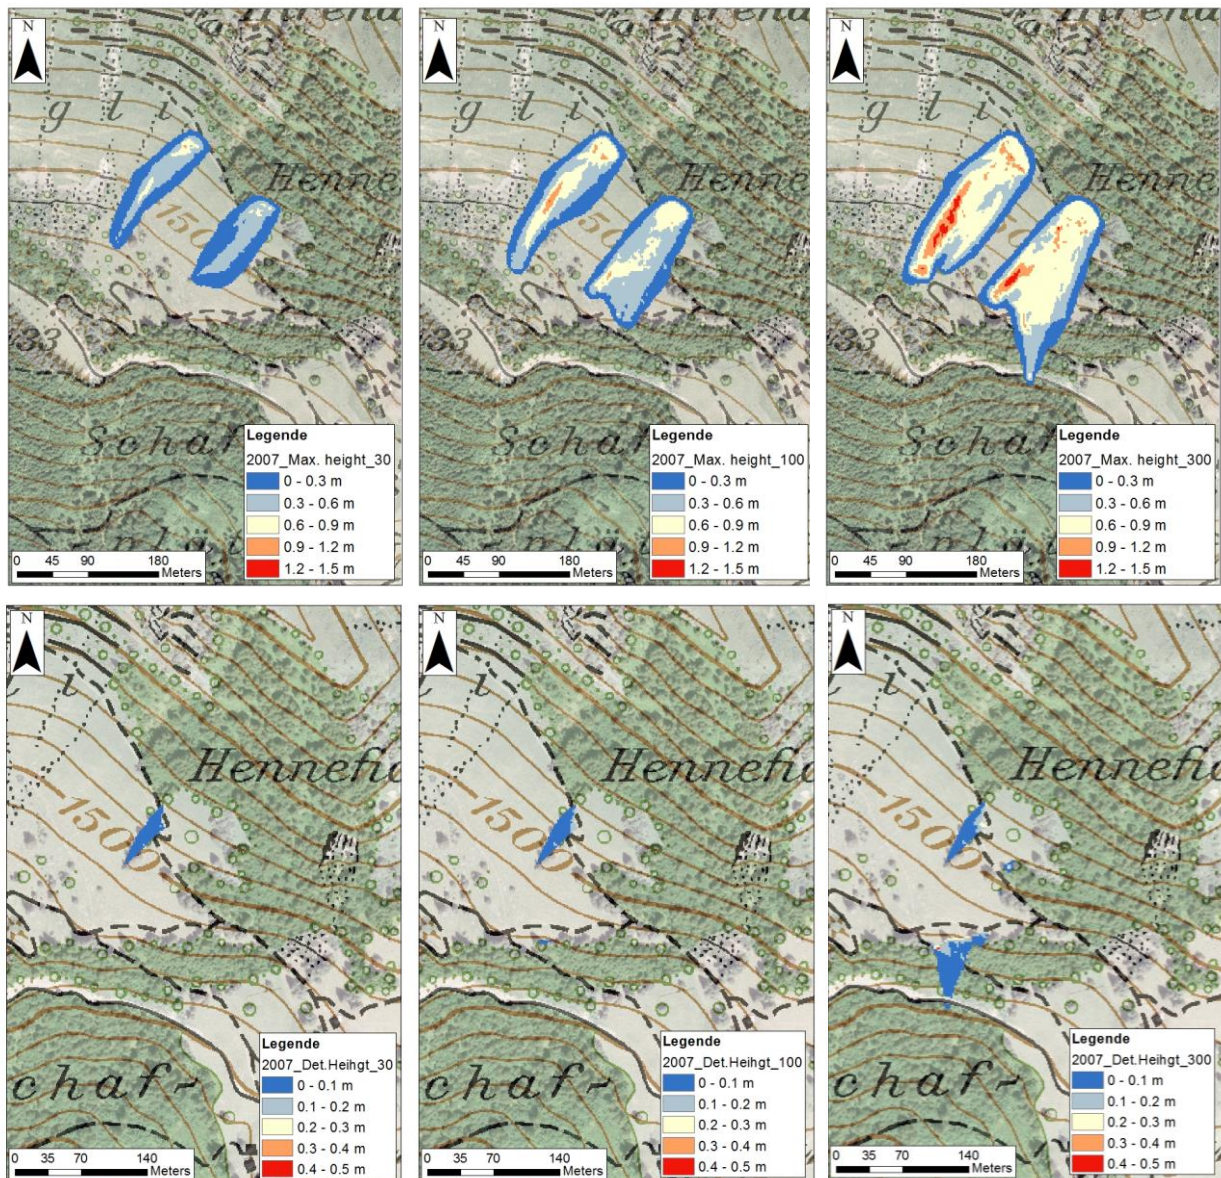 N
g l i
Henne
150
33
Schaf
Legende
2007_Max. height_30
0 - 0.3 m
0.3 - 0.6 m
0.6 - 0.9 m
0.9 - 1.2 m
1.2 - 1.5 m
0 45 90 180
Meters
N
g l i
Henne
150
33
Schaf
Legende
2007_Max. height_100
0 - 0.3 m
0.3 - 0.6 m
0.6 - 0.9 m
0.9 - 1.2 m
1.2 - 1.5 m
0 45 90 180
Meters
N
g l i
Henne
50
33
Schaf
Legende
2007_Max. height_300
0 - 0.3 m
0.3 - 0.6 m
0.6 - 0.9 m
0.9 - 1.2 m
1.2 - 1.5 m
0 45 90 180
Meters
N
l i
Hennefi
1500
chaf-
Legende
2007_Det.Heihgt_30
0 - 0.1 m
0.1 - 0.2 m
0.2 - 0.3 m
0.3 - 0.4 m
0.4 - 0.5 m
0 35 70 140
Meters
N
l i
Hennefi
1500
chaf-
Legende
2007_Det.Heihgt_100
0 - 0.1 m
0.1 - 0.2 m
0.2 - 0.3 m
0.3 - 0.4 m
0.4 - 0.5 m
0 35 70 140
Meters
N
l i
Hennefi
1500
chaf-
Legende
2007_Det.Heihgt_300
0 - 0.1 m
0.1 - 0.2 m
0.2 - 0.3 m
0.3 - 0.4 m
0.4 - 0.5 m
0 35 70 140
Meters